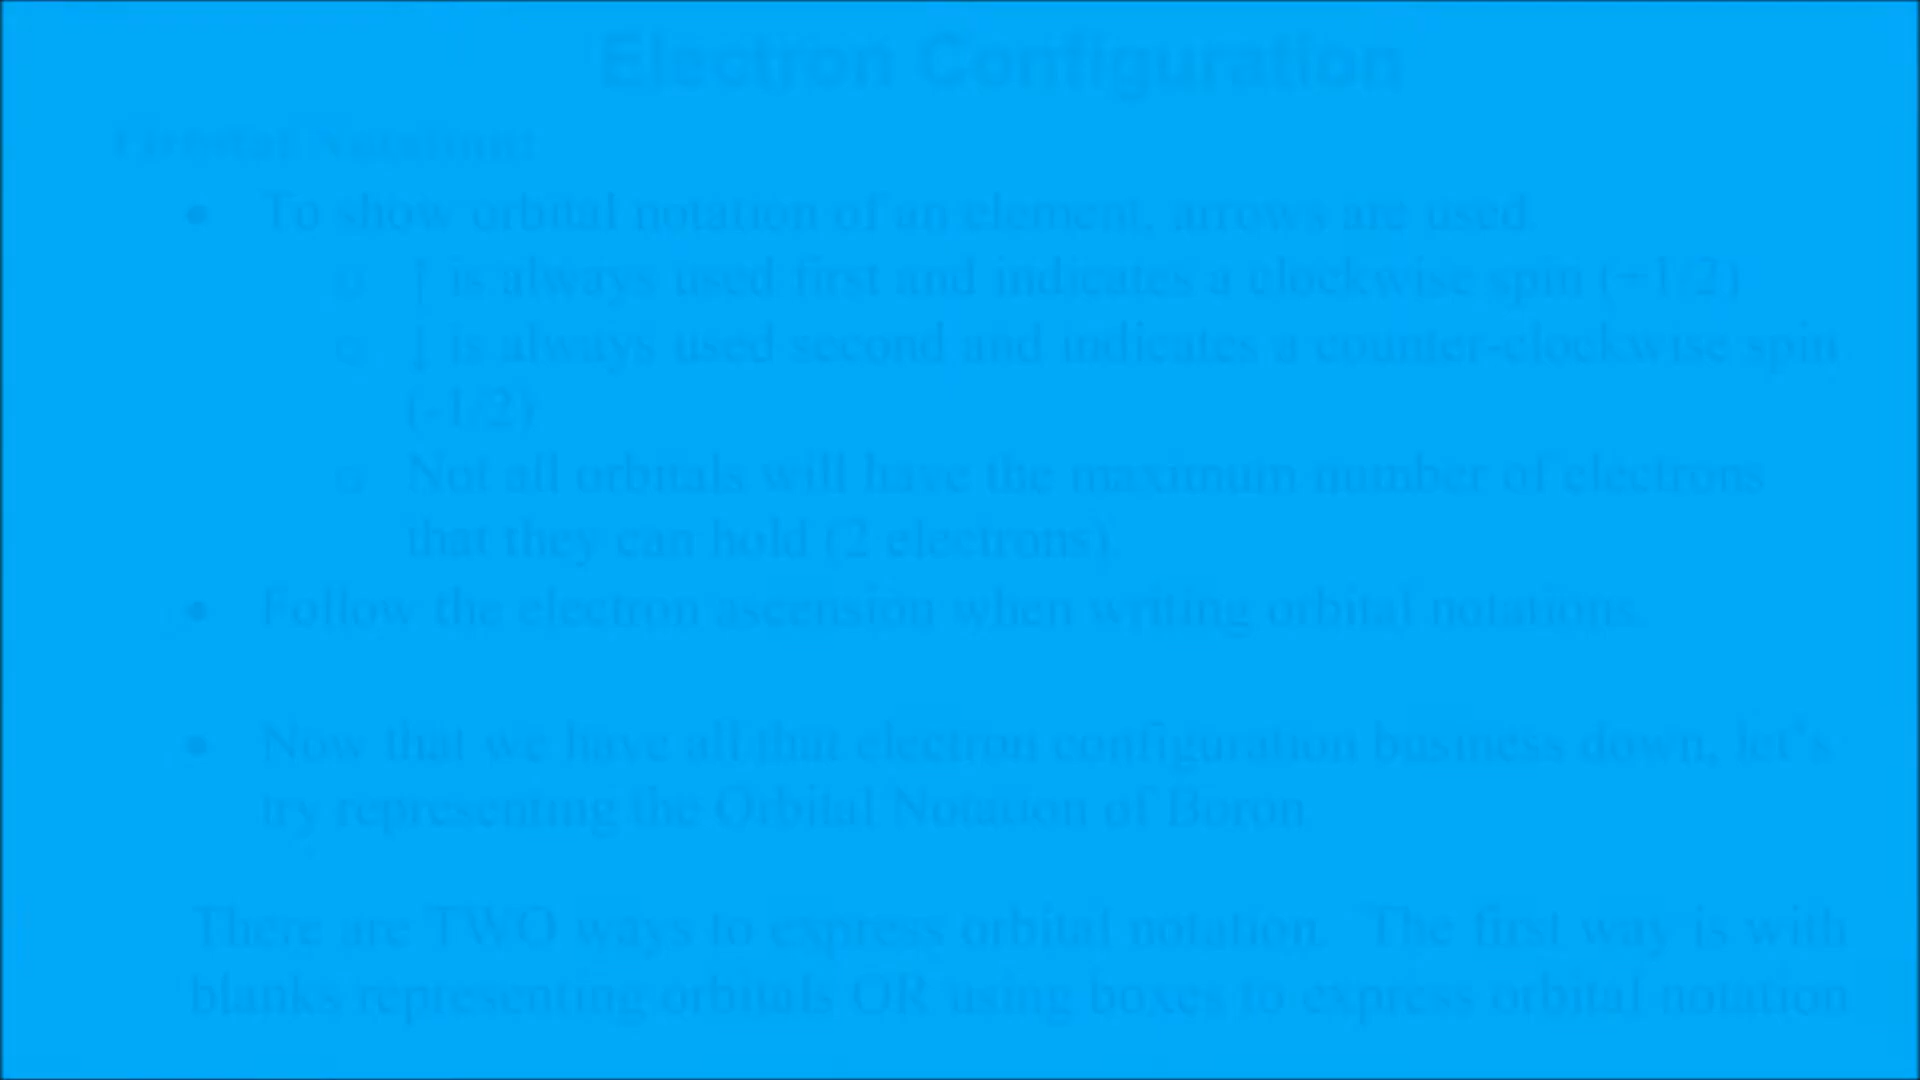 Electron Configuration
Orbital Notation:
• To show orbital notation of an element, arrows are used
o ↑ is always used first and indicates a clockwise spin (+1/2)
o ↓ is always used second and indicates a counter-clockwise spin
(-1/2)
o Not all orbitals will have the maximum number of electrons
that they can hold (2 electrons).
• Follow the electron ascension when writing orbital notations.
• Now that we have all that electron configuration business down, let's
try representing the Orbital Notation of Boron.
There are TWO ways to express orbital notation. The first way is with
blanks representing orbitals OR using boxes to express orbital notation